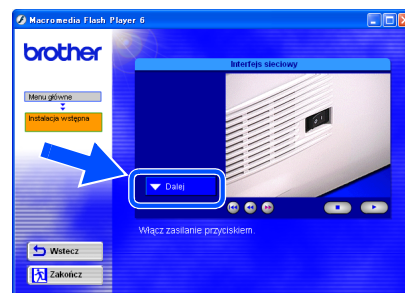 Macromedia Flash Player 6
brother
Interfejs sieciowy
Menu główne
Instalacja wstępna
Dalej
Włącz zasilanie przyciskiem.
Wstecz
Zakończ